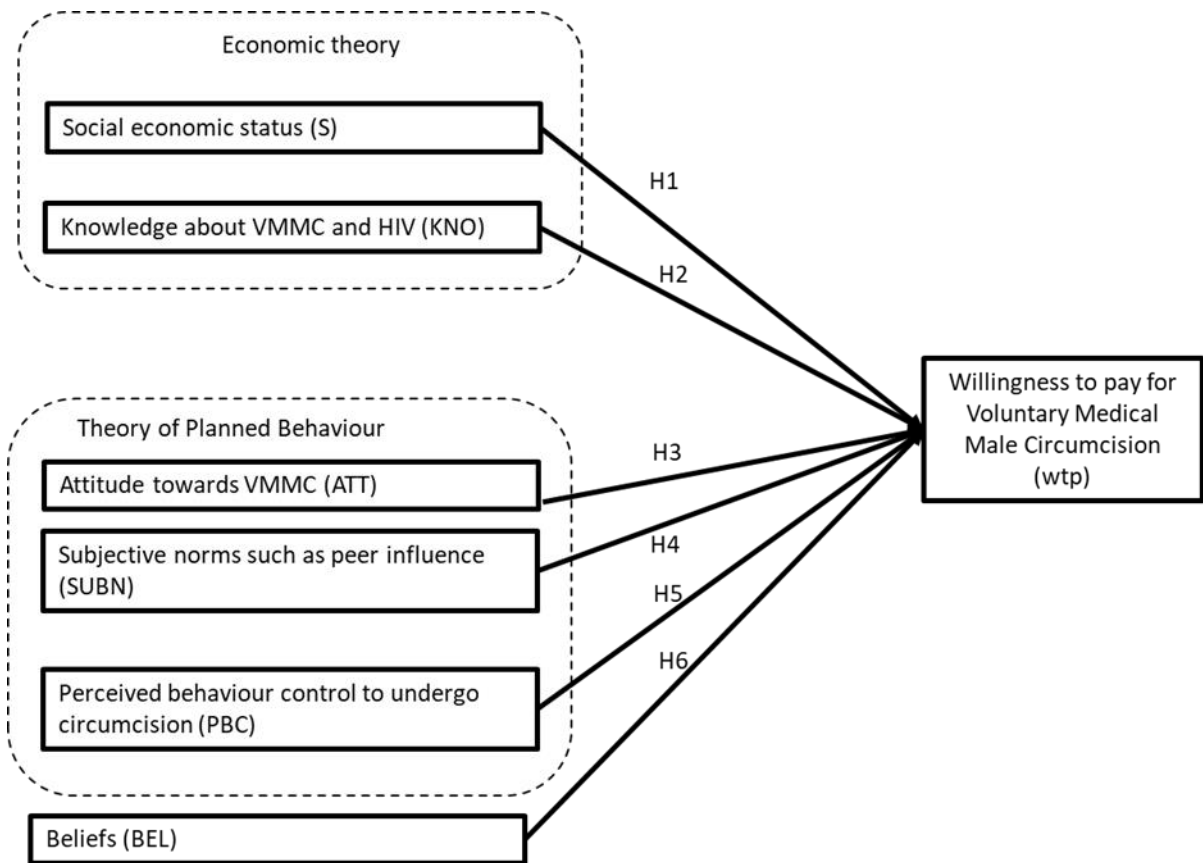 Economic theory
Social economic status (S)
H1
Knowledge about VMMC and HIV (KNO)
H2
Willingness to pay for
Voluntary Medical
Male Circumcision
(wtp)
Theory of Planned Behaviour
H3
Attitude towards VMMC (ATT)
Subjective norms such as peer influence
(SUBN)
H4
H5
H6
Perceived behaviour control to undergo
circumcision (PBC)
Beliefs (BEL)